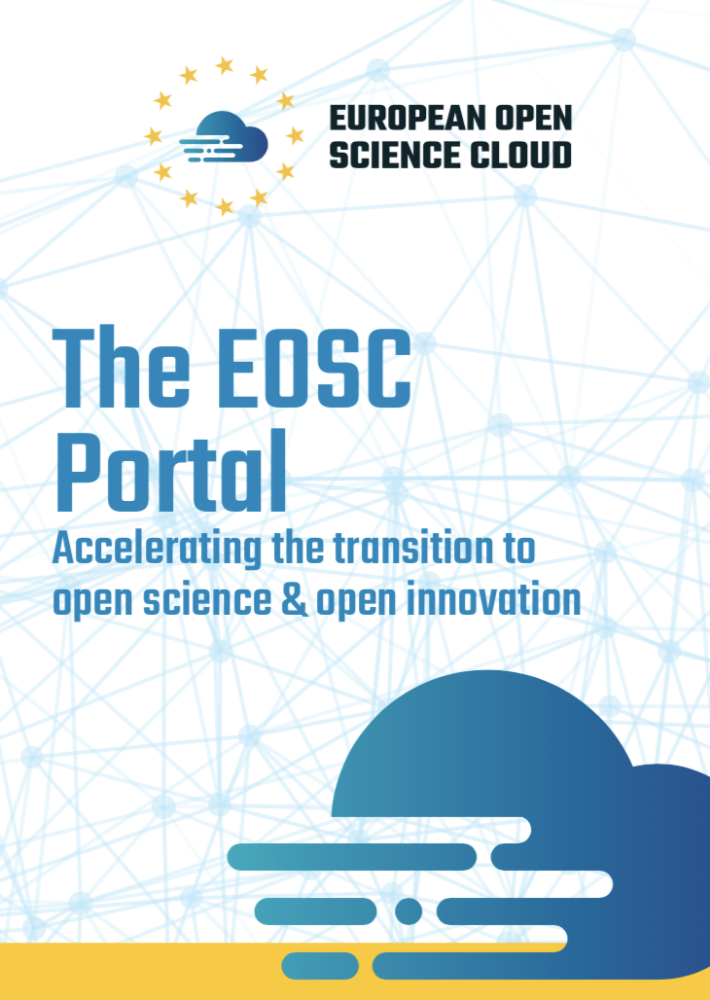 EUROPEAN OPEN
SCIENCE CLOUD
The EOSC
Portal
Accelerating the transition to
open science & open innovation